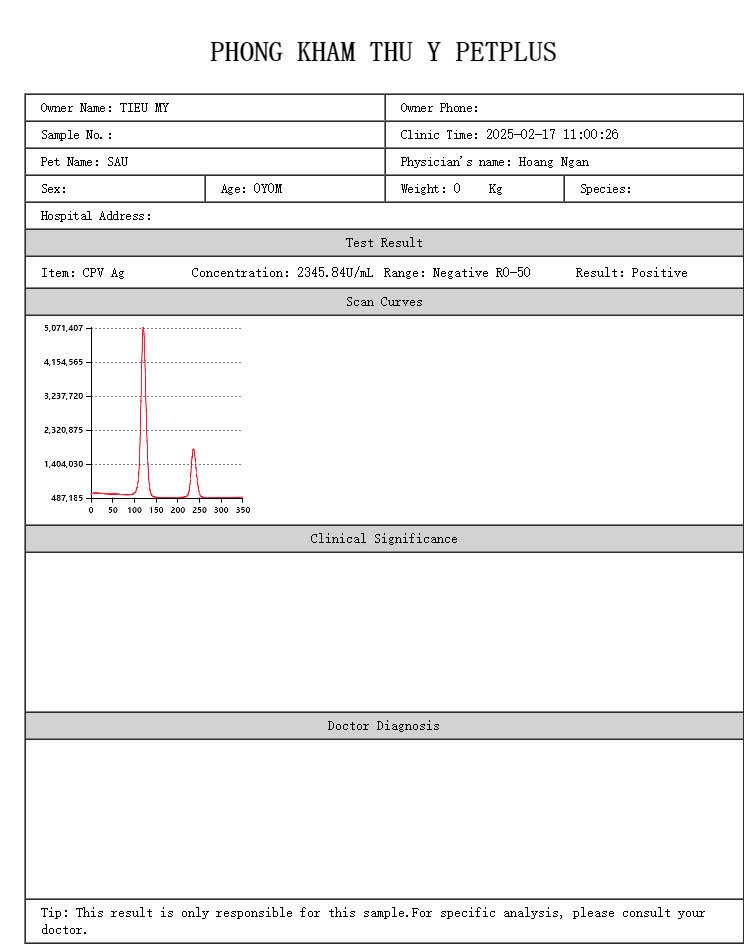 PHONG KHAM THU Y PETPLUS
Owner Name: TIEU MY Owner Phone:
Sample No.: Clinic Time: 2025-02-17 11:00:26
Pet Name: SAU Physician's name: Hoang Ngan
Sex: Age: 0Y0M Weight: 0 Kg Species:
Hospital Address:
Test Result
Item: CPV Ag Concentration: 2345.84U/mL Range: Negative R0-50 Result: Positive
Scan Curves
5,071,407
4,154,565
3,237,720
2,320,875
1,404,030
487,185
0 50 100 150 200 250 300 350
Clinical Significance
Doctor Diagnosis
Tip: This result is only responsible for this sample.For specific analysis, please consult your
doctor.